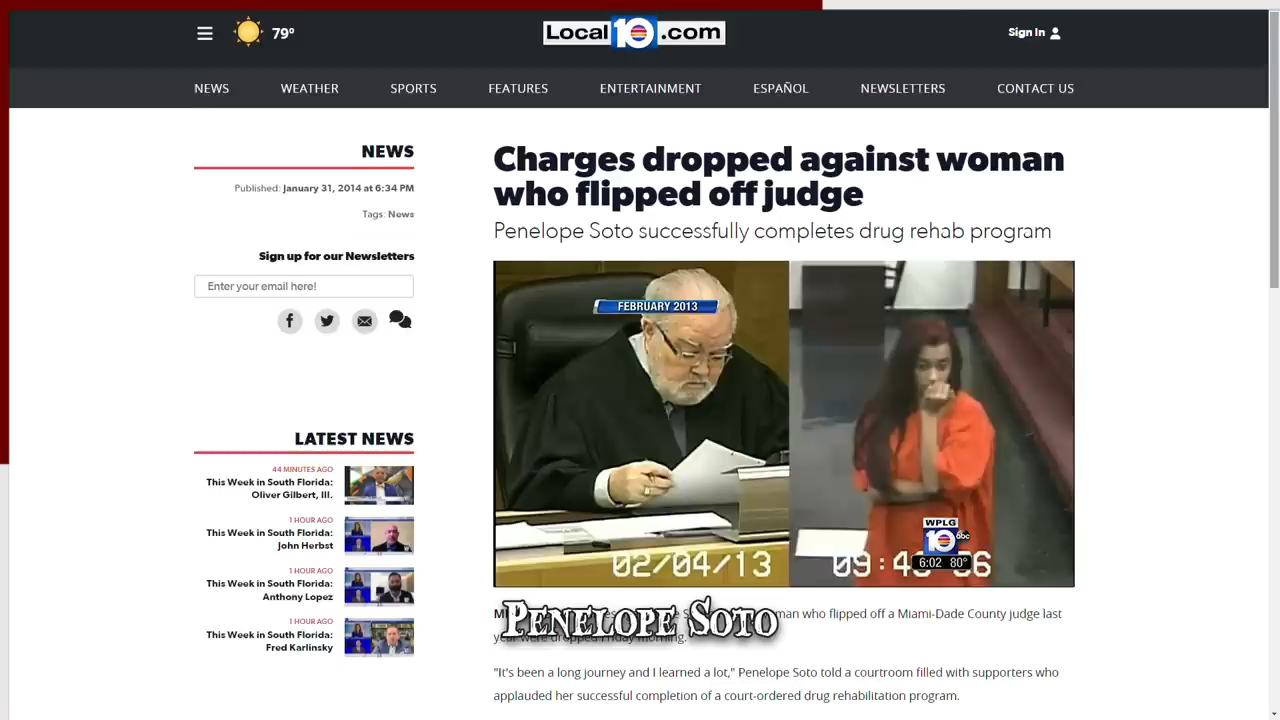 79°
Local 10 .com
Sign In
NEWS
WEATHER
SPORTS
FEATURES
ENTERTAINMENT
ESPAÑOL
NEWSLETTERS
CONTACT US
NEWS
Published: January 31, 2014 at 6:34 PM
Tags: News
Sign up for our Newsletters
Enter your email here!
LATEST NEWS
44 MINUTES AGO
This Week in South Florida:
Oliver Gilbert, III.
1 HOUR AGO
This Week in South Florida:
John Herbst
1 HOUR AGO
This Week in South Florida:
Anthony Lopez
1 HOUR AGO
This Week in South Florida:
Fred Karlinsky
Charges dropped against woman
who flipped off judge
Penelope Soto successfully completes drug rehab program
FEBRUARY 2013
WPLG
10 abc
6:02 80°
02/04/13
PENELOPE SOTO
who flipped off a Miami-Dade County judge last
"It's been a long journey and I learned a lot," Penelope Soto told a courtroom filled with supporters who
applauded her successful completion of a court-ordered drug rehabilitation program.